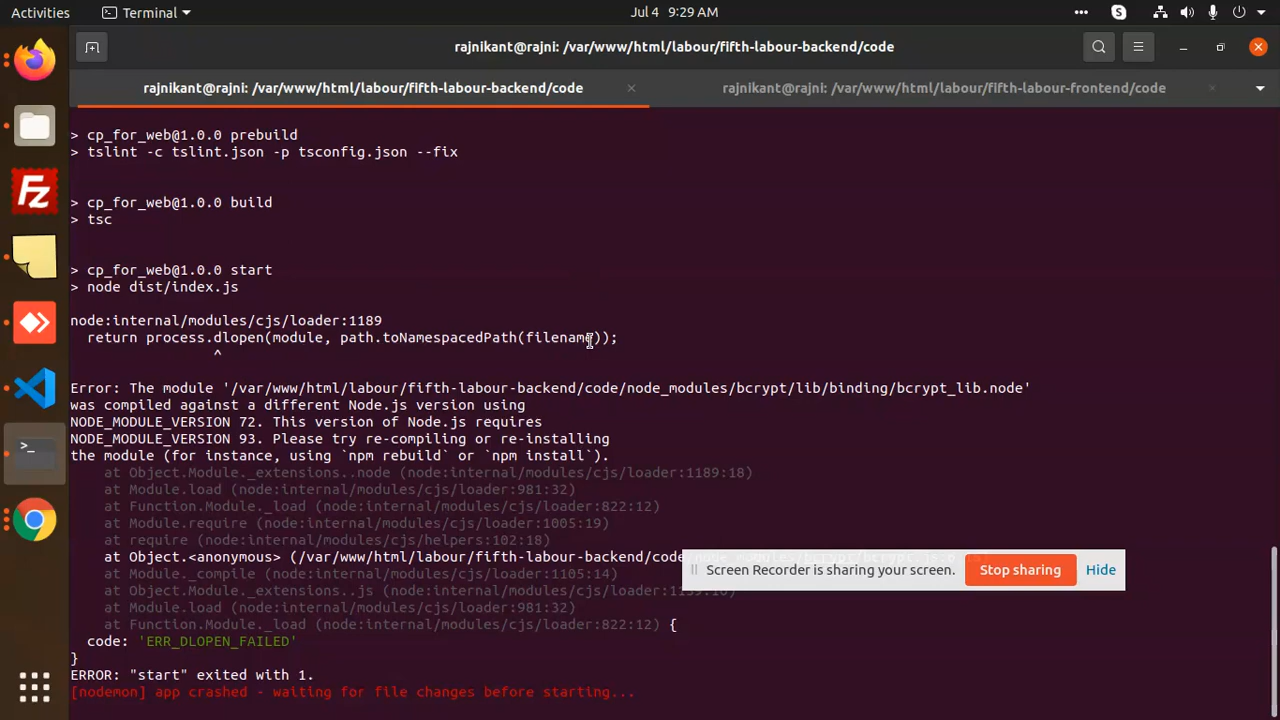 Activities
Terminal
Jul 4 9:29 AM
rajnikant@rajni: /var/www/html/labour/fifth-labour-backend/code
rajnikant@rajni: /var/www/html/labour/fifth-labour-backend/code
rajnikant@rajni: /var/www/html/labour/fifth-labour-frontend/code
> cp_for_web@1.0.0 prebuild
> tslint -c tslint.json -p tsconfig.json --fix
> cp_for_web@1.0.0 build
> tsc
> cp_for_web@1.0.0 start
> node dist/index.js
node:internal/modules/cjs/loader:1189
return process.dlopen(module, path.toNamespacedPath(filename));
^
Error: The module '/var/www/html/labour/fifth-labour-backend/code/node_modules/bcrypt/lib/binding/bcrypt_lib.node'
was compiled against a different Node.js version using
NODE_MODULE_VERSION 72. This version of Node.js requires
NODE_MODULE_VERSION 93. Please try re-compiling or re-installing
the module (for instance, using `npm rebuild` or `npm install`).
at Object.Module._extensions..node (node:internal/modules/cjs/loader:1189:18)
at Module.load (node:internal/modules/cjs/loader:981:32)
at Function.Module._load (node:internal/modules/cjs/loader:822:12)
at Module.require (node:internal/modules/cjs/loader:1005:19)
at require (node:internal/modules/cjs/helpers:102:18)
at Object.<anonymous> (/var/www/html/labour/fifth-labour-backend/code
Screen Recorder is sharing your screen.
Stop sharing
Hide
at Module._compile (node:internal/modules/cjs/loader:1105:14)
at Object.Module._extensions..js (node:internal/modules/cjs/loader:
at Module.load (node:internal/modules/cjs/loader:981:32)
at Function.Module._load (node:internal/modules/cjs/loader:822:12) {
code: 'ERR_DLOPEN_FAILED'
}
ERROR: "start" exited with 1.
[nodemon] app crashed - waiting for file changes before starting...